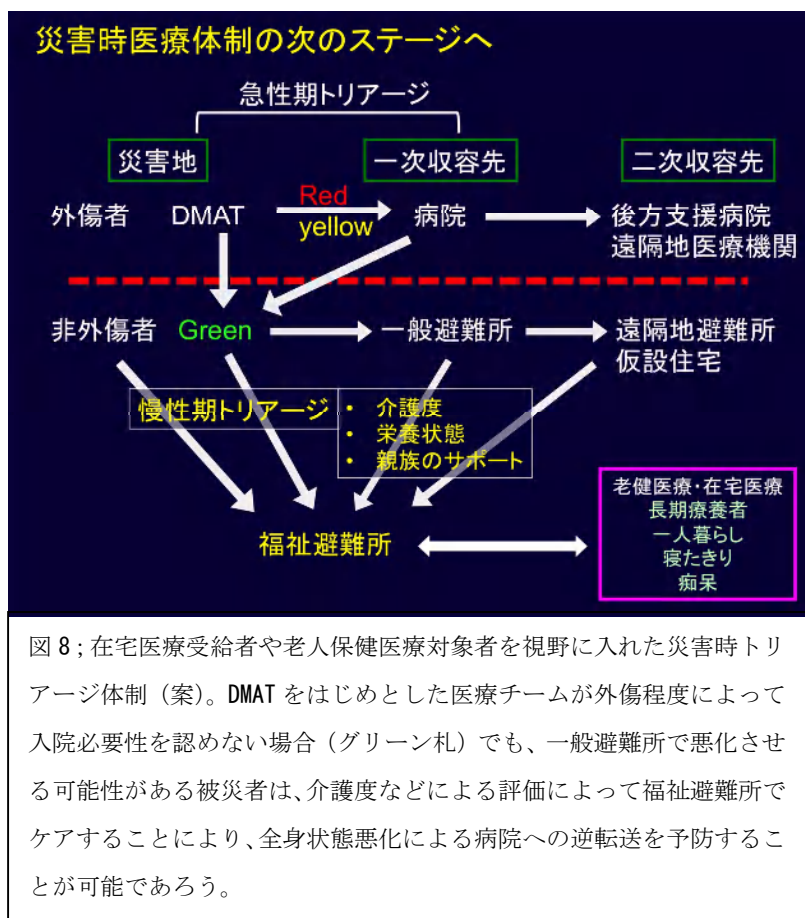 災害時医療体制の次のステージへ
急性期トリアージ
災害地
一次収容先
二次収容先
外傷者
DMAT
Red
yellow
病院
後方支援病院
遠隔地医療機関
非外傷者
Green
一般避難所
遠隔地避難所
仮設住宅
慢性期トリアージ
・ 介護度
・ 栄養状態
・ 親族のサポート
福祉避難所
老健医療・在宅医療
長期療養者
一人暮らし
寝たきり
痴呆
図8;在宅医療受給者や老人保健医療対象者を視野に入れた災害時トリ
アージ体制（案）。DMATをはじめとした医療チームが外傷程度によって
入院必要性を認めない場合（グリーン札）でも、一般避難所で悪化させ
る可能性がある被災者は、介護度などによる評価によって福祉避難所で
ケアすることにより、全身状態悪化による病院への逆転送を予防するこ
とが可能であろう。